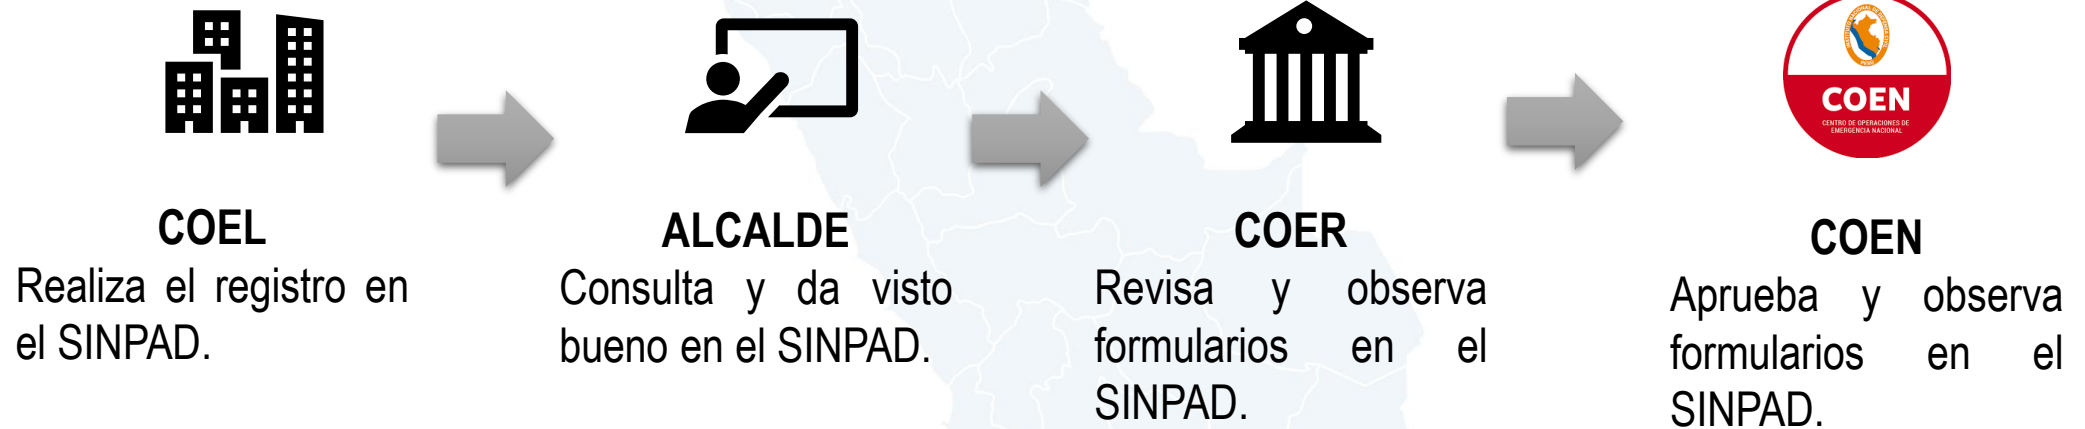 COEL
Realiza el registro en
el SINPAD.
ALCALDE
Consulta y da visto
bueno en el SINPAD.
COER
Revisa y observa
formularios en el
SINPAD.
COEN
CENTRO DE OPERACIONES DE
EMERGENCIA NACIONAL
COEN
Aprueba y observa
formularios en el
SINPAD.